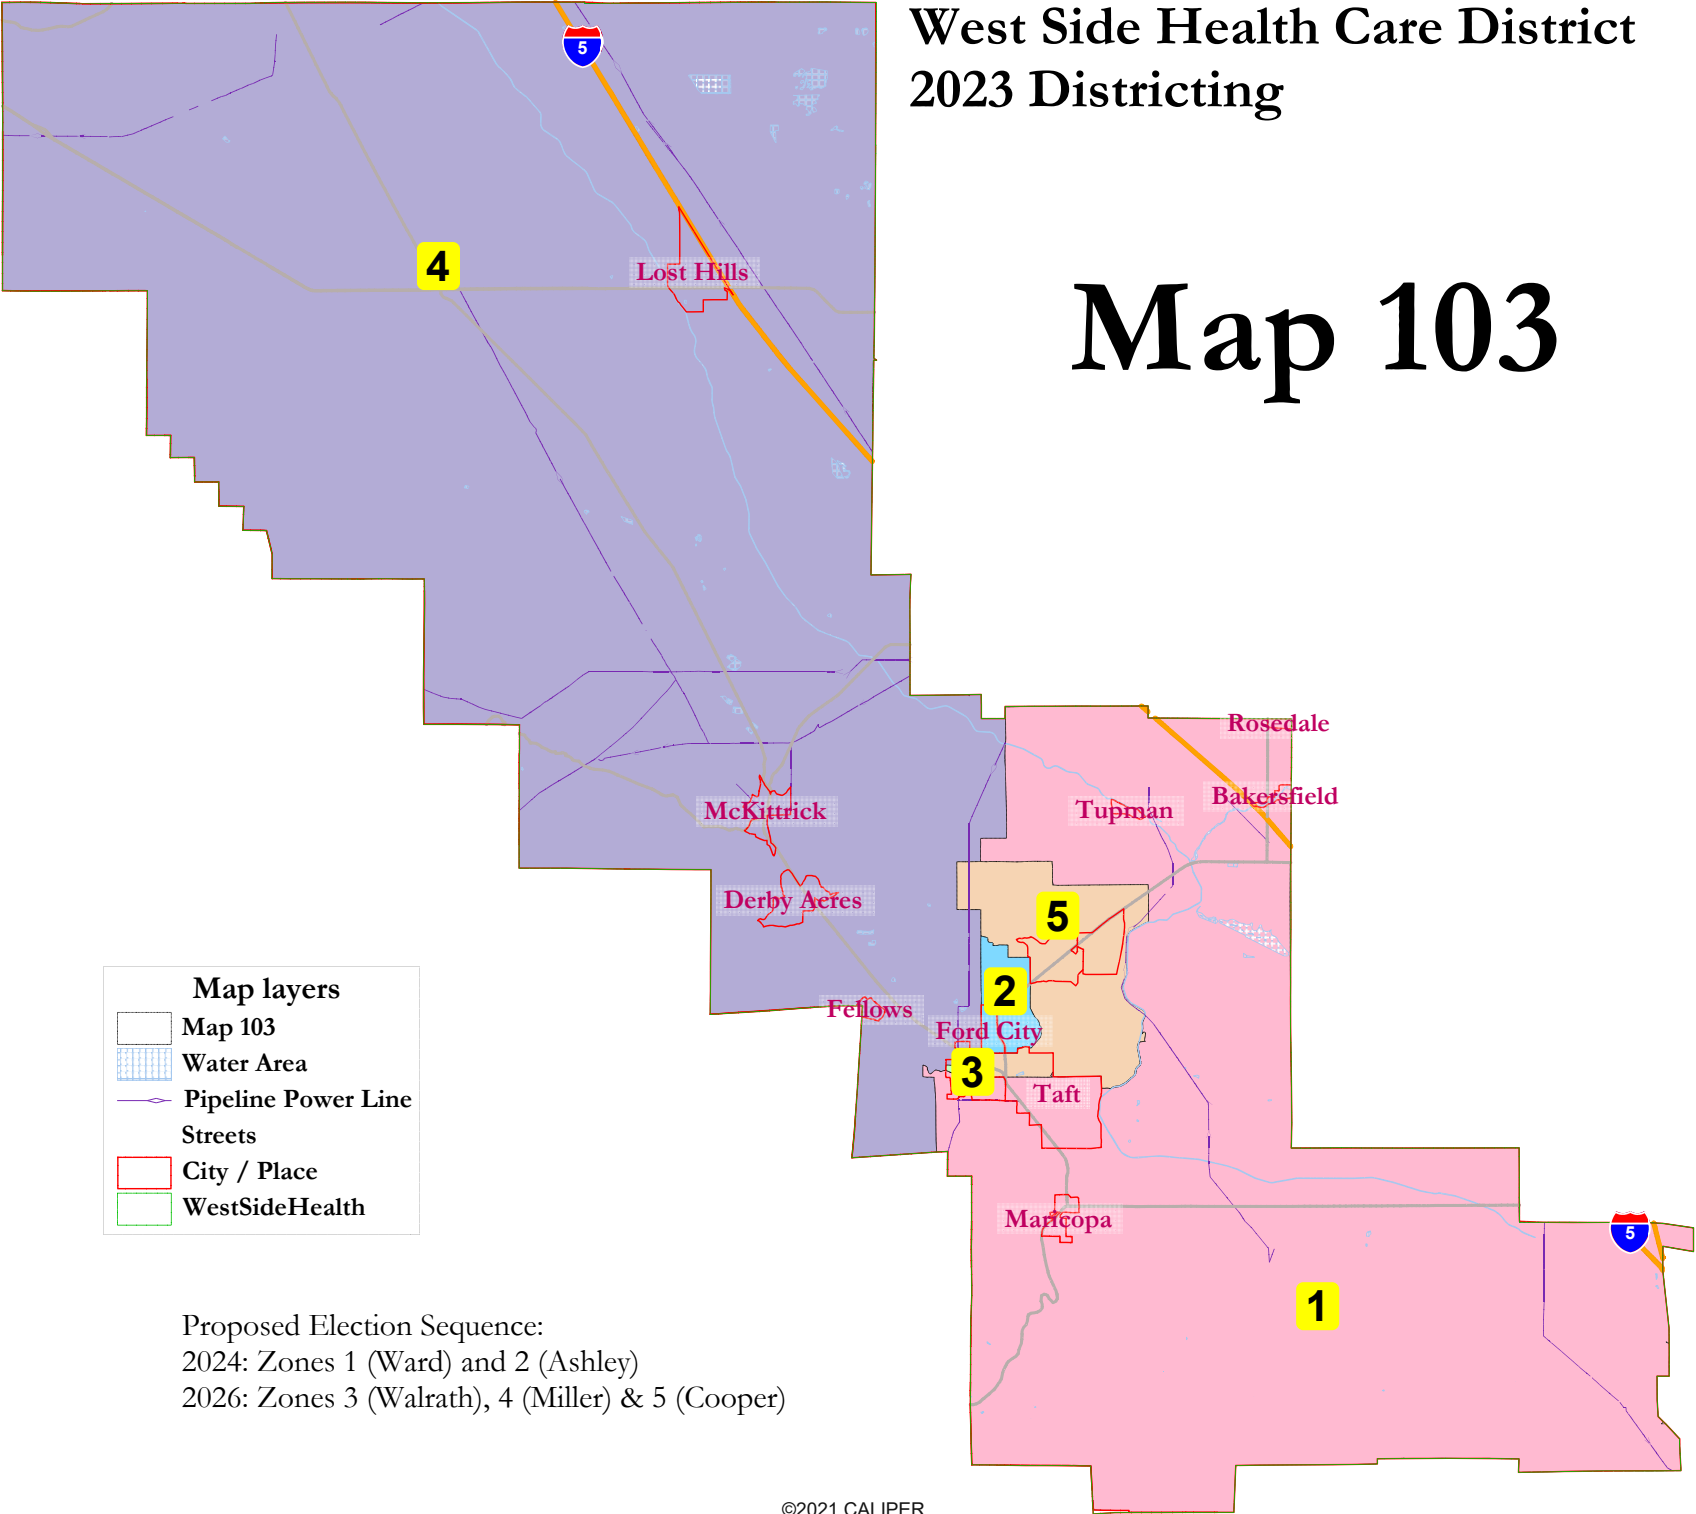 West Side Health Care District
2023 Districting
Map 103
5
4
Lost Hills
Rosedale
Bakersfield
Tupman
McKittrick
Derby Acres
5
2
Fellows
Ford City
3
Taft
Maricopa
5
1
Map layers
Map 103
Water Area
Pipeline Power Line
Streets
City / Place
WestSideHealth
Proposed Election Sequence:
2024: Zones 1 (Ward) and 2 (Ashley)
2026: Zones 3 (Walrath), 4 (Miller) & 5 (Cooper)
©2021 CALIPER